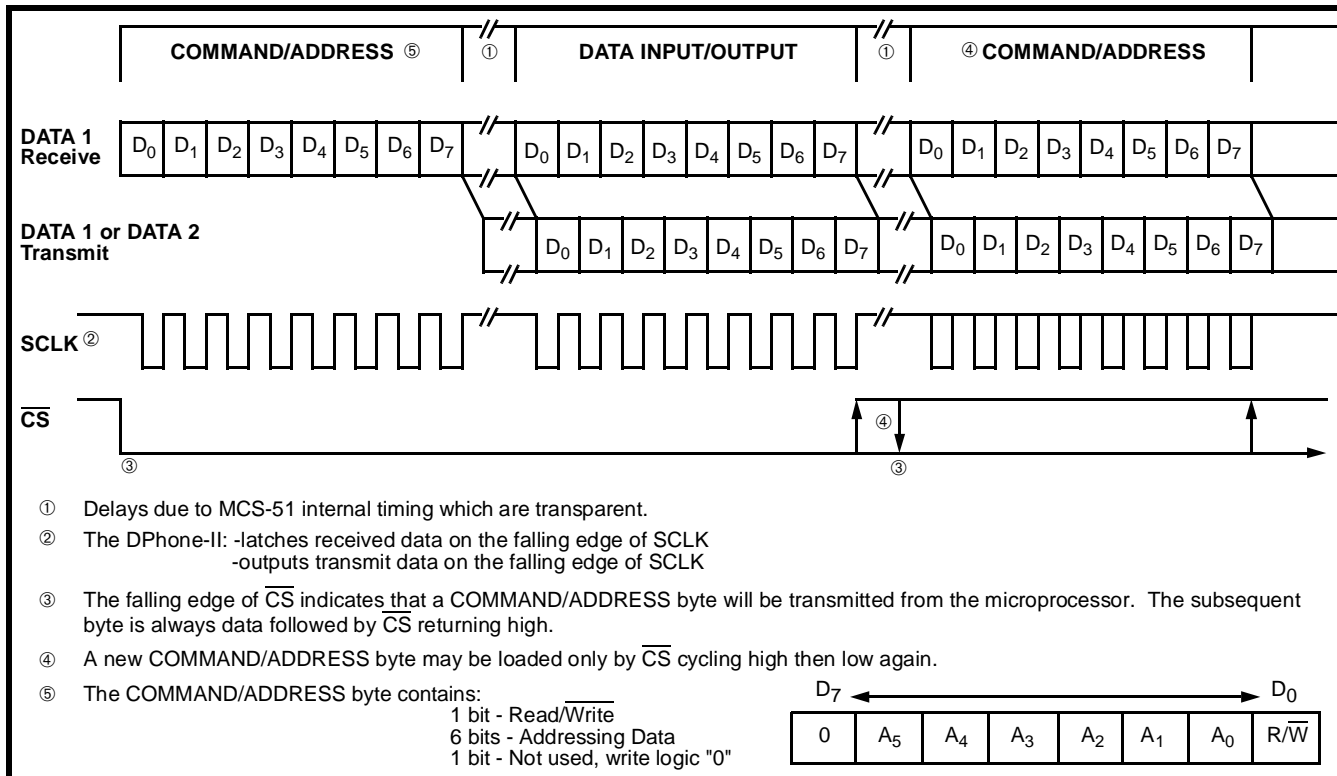 COMMAND/ADDRESS ⑤ ① DATA INPUT/OUTPUT ① ④ COMMAND/ADDRESS
DATA 1
Receive
D₀ D₁ D₂ D₃ D₄ D₅ D₆ D₇ D₀ D₁ D₂ D₃ D₄ D₅ D₆ D₇ D₀ D₁ D₂ D₃ D₄ D₅ D₆ D₇
DATA 1 or DATA 2
Transmit
D₀ D₁ D₂ D₃ D₄ D₅ D₆ D₇ D₀ D₁ D₂ D₃ D₄ D₅ D₆ D₇
SCLK ②
C̅S̅ ④
③ ③
① Delays due to MCS-51 internal timing which are transparent.
② The DPhone-II: -latches received data on the falling edge of SCLK
-outputs transmit data on the falling edge of SCLK
③ The falling edge of C̅S̅ indicates that a COMMAND/ADDRESS byte will be transmitted from the microprocessor. The subsequent
byte is always data followed by C̅S̅ returning high.
④ A new COMMAND/ADDRESS byte may be loaded only by C̅S̅ cycling high then low again.
⑤ The COMMAND/ADDRESS byte contains:
1 bit - Read/W̅r̅i̅t̅e̅
6 bits - Addressing Data
1 bit - Not used, write logic "0"
D₇ D₀
0 A₅ A₄ A₃ A₂ A₁ A₀ R/W̅